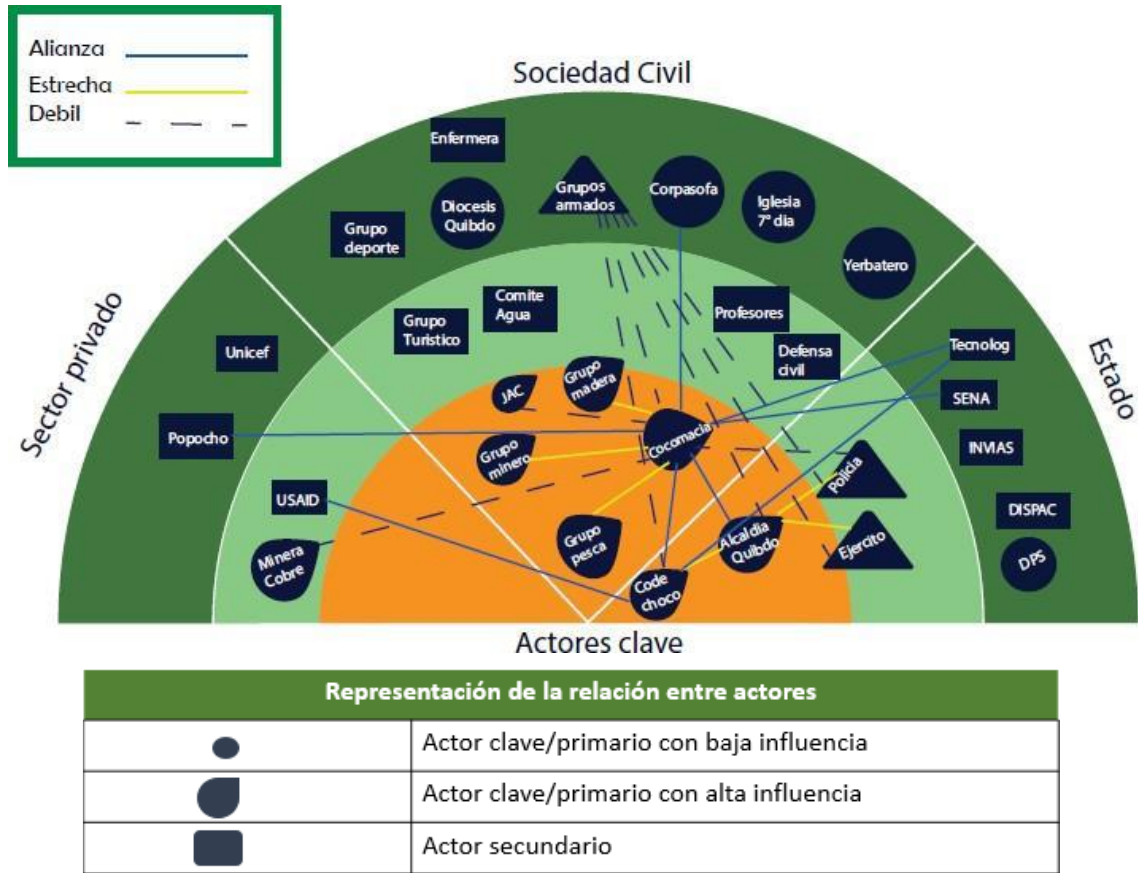 Alianza
Estrecha
Debil
Sociedad Civil
Sector privado
Estado
Enfermera
Diocesis
Quibdo
Grupo
deporte
Grupos
armados
Corpasofa
Iglesia
7° dia
Yerbatero
Unicef
Popocho
USAID
Minera
Cobre
Grupo
Turistico
Comite
Agua
Profesores
Defensa
civil
Tecnolog
SENA
INVIAS
DISPAC
DPS
JAC
Grupo
madera
Grupo
minero
Cocomacia
Grupo
pesca
Code
choco
Alcaldia
Quibdo
Policia
Ejercito
Actores clave
Representación de la relación entre actores
Actor clave/primario con baja influencia
Actor clave/primario con alta influencia
Actor secundario